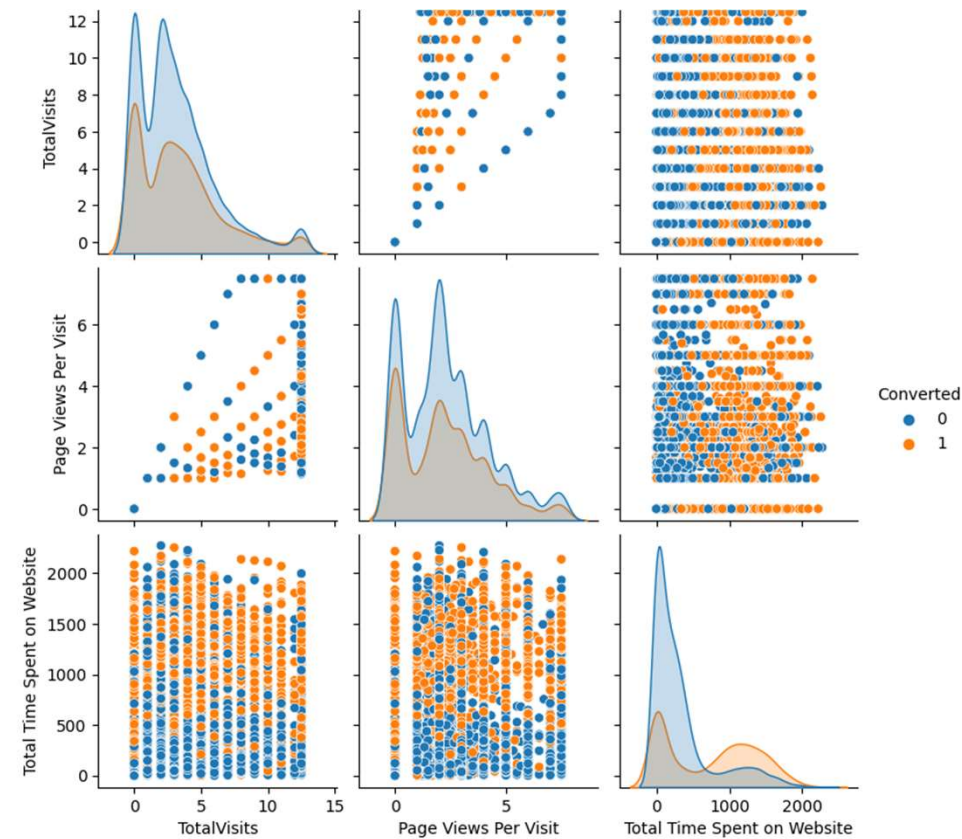 TotalVisits
12
10
8
6
4
2
0
Page Views Per Visit
6
4
2
0
Converted
0
1
Total Time Spent on Website
2000
1500
1000
500
0
0 5 10 15
0 5
0 1000 2000
TotalVisits
Page Views Per Visit
Total Time Spent on Website